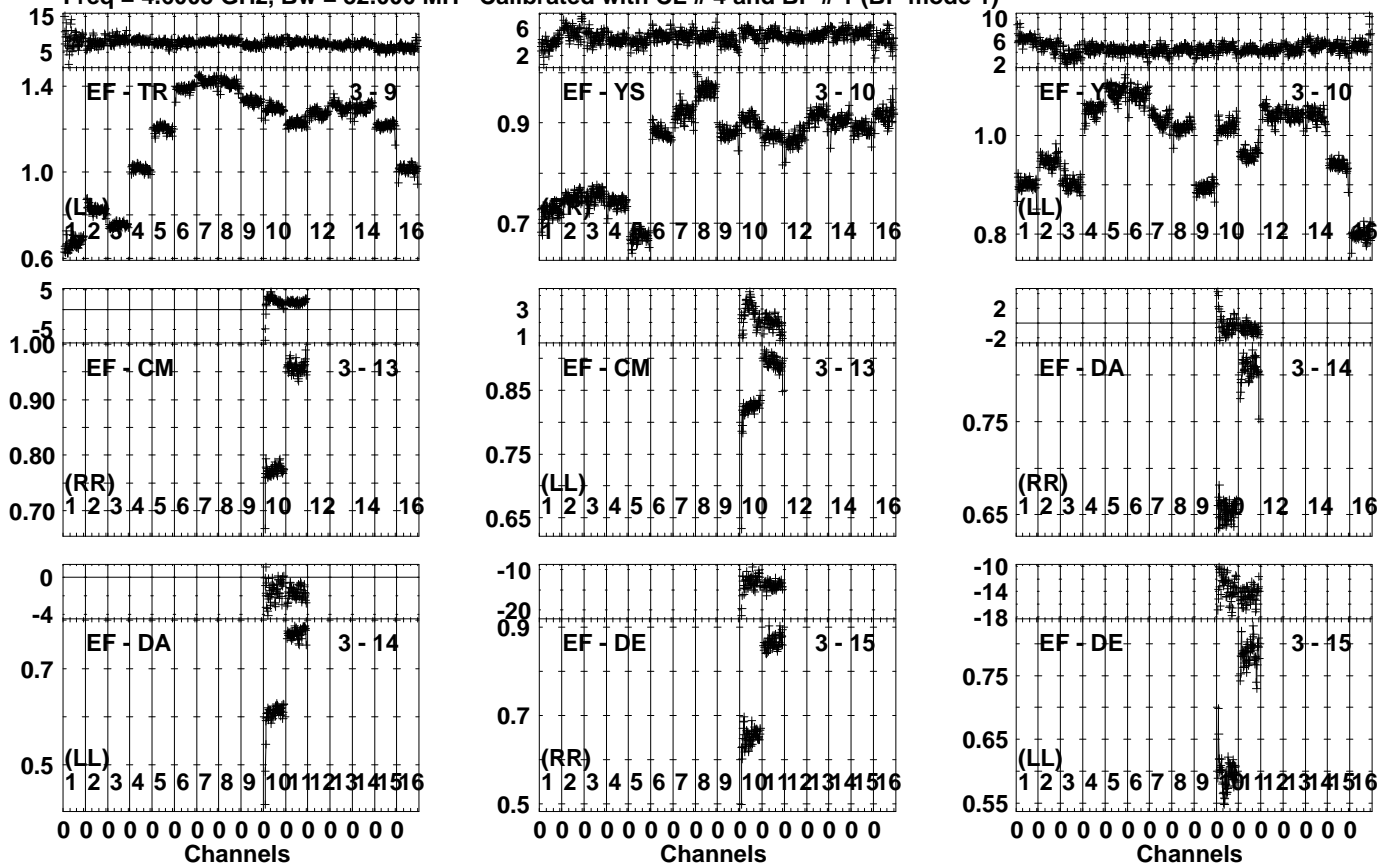 Freq = 4.6003 GHz, Bw = 32.000 MH Calibrated with CL # 4 and BP # 1 (BP mode 1)
15
5
1.4
1.0
0.6
EF - TR 3 - 9
(LL)
1 2 3 4 5 6 7 8 9 10 12 14 16
6
2
0.9
0.7
EF - YS 3 - 10
1 2 3 4 5 6 7 8 9 10 12 14 16
10
6
2
1.0
0.8
EF - YS 3 - 10
(LL)
1 2 3 4 5 6 7 8 9 10 12 14 16
5
-5
1.00
0.90
0.80
0.70
EF - CM 3 - 13
(RR)
1 2 3 4 5 6 7 8 9 10 12 14 16
3
1
0.85
0.75
0.65
EF - CM 3 - 13
(LL)
1 2 3 4 5 6 7 8 9 10 12 14 16
2
-2
0.75
0.65
EF - DA 3 - 14
(RR)
1 2 3 4 5 6 7 8 9 10 12 14 16
0
-4
0.7
0.5
EF - DA 3 - 14
(LL)
1 2 3 4 5 6 7 8 9 10 11 12 13 14 15 16
-10
-20
0.9
0.7
0.5
EF - DE 3 - 15
(RR)
1 2 3 4 5 6 7 8 9 10 11 12 13 14 15 16
-10
-14
-18
0.75
0.65
0.55
EF - DE 3 - 15
(LL)
1 2 3 4 5 6 7 8 9 10 11 12 13 14 15 16
0 0 0 0 0 0 0 0 0 0 0 0 0 0 0 0
0 0 0 0 0 0 0 0 0 0 0 0 0 0 0 0
0 0 0 0 0 0 0 0 0 0 0 0 0 0 0 0
Channels
Channels
Channels